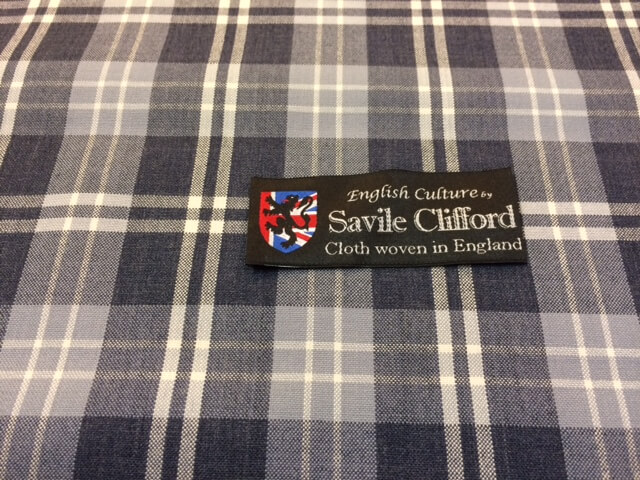 English Culture by
Savile Clifford
Cloth woven in England